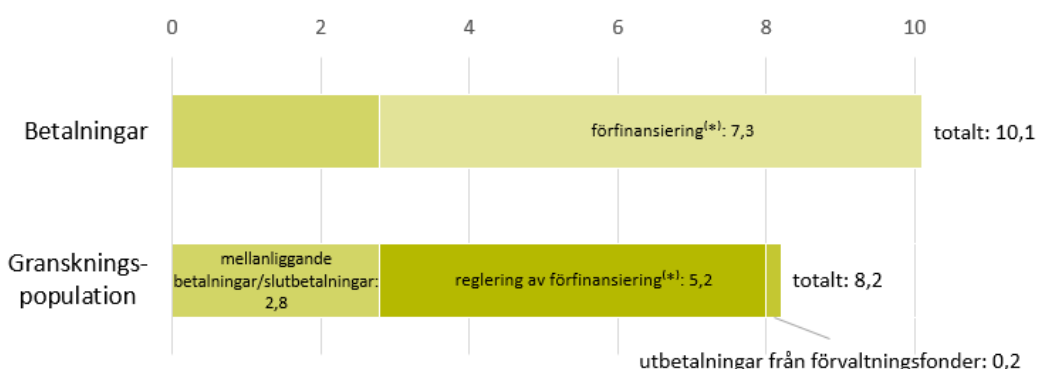 0 2 4 6 8 10
Betalningar
förfinansiering(*): 7,3
totalt: 10,1
Gransknings-
population
mellanliggande
betalningar/slutbetalningar:
2,8
reglering av förfinansiering(*): 5,2
totalt: 8,2
utbetalningar från förvaltningsfonder: 0,2